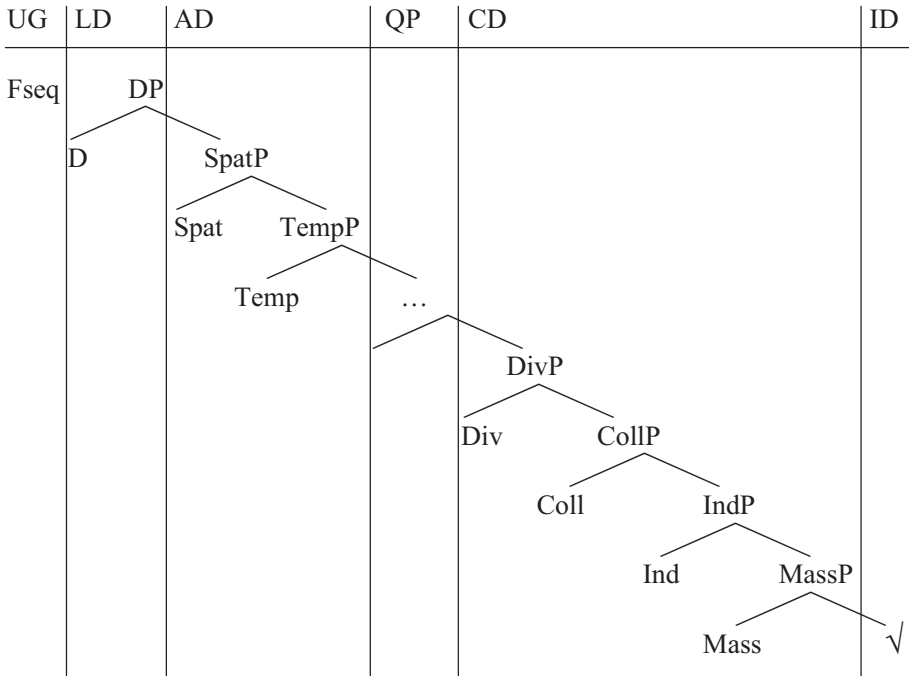 UG LD AD QP CD ID
Fseq DP
D SpatP
Spat TempP
Temp …
DivP
Div CollP
Coll IndP
Ind MassP
Mass √